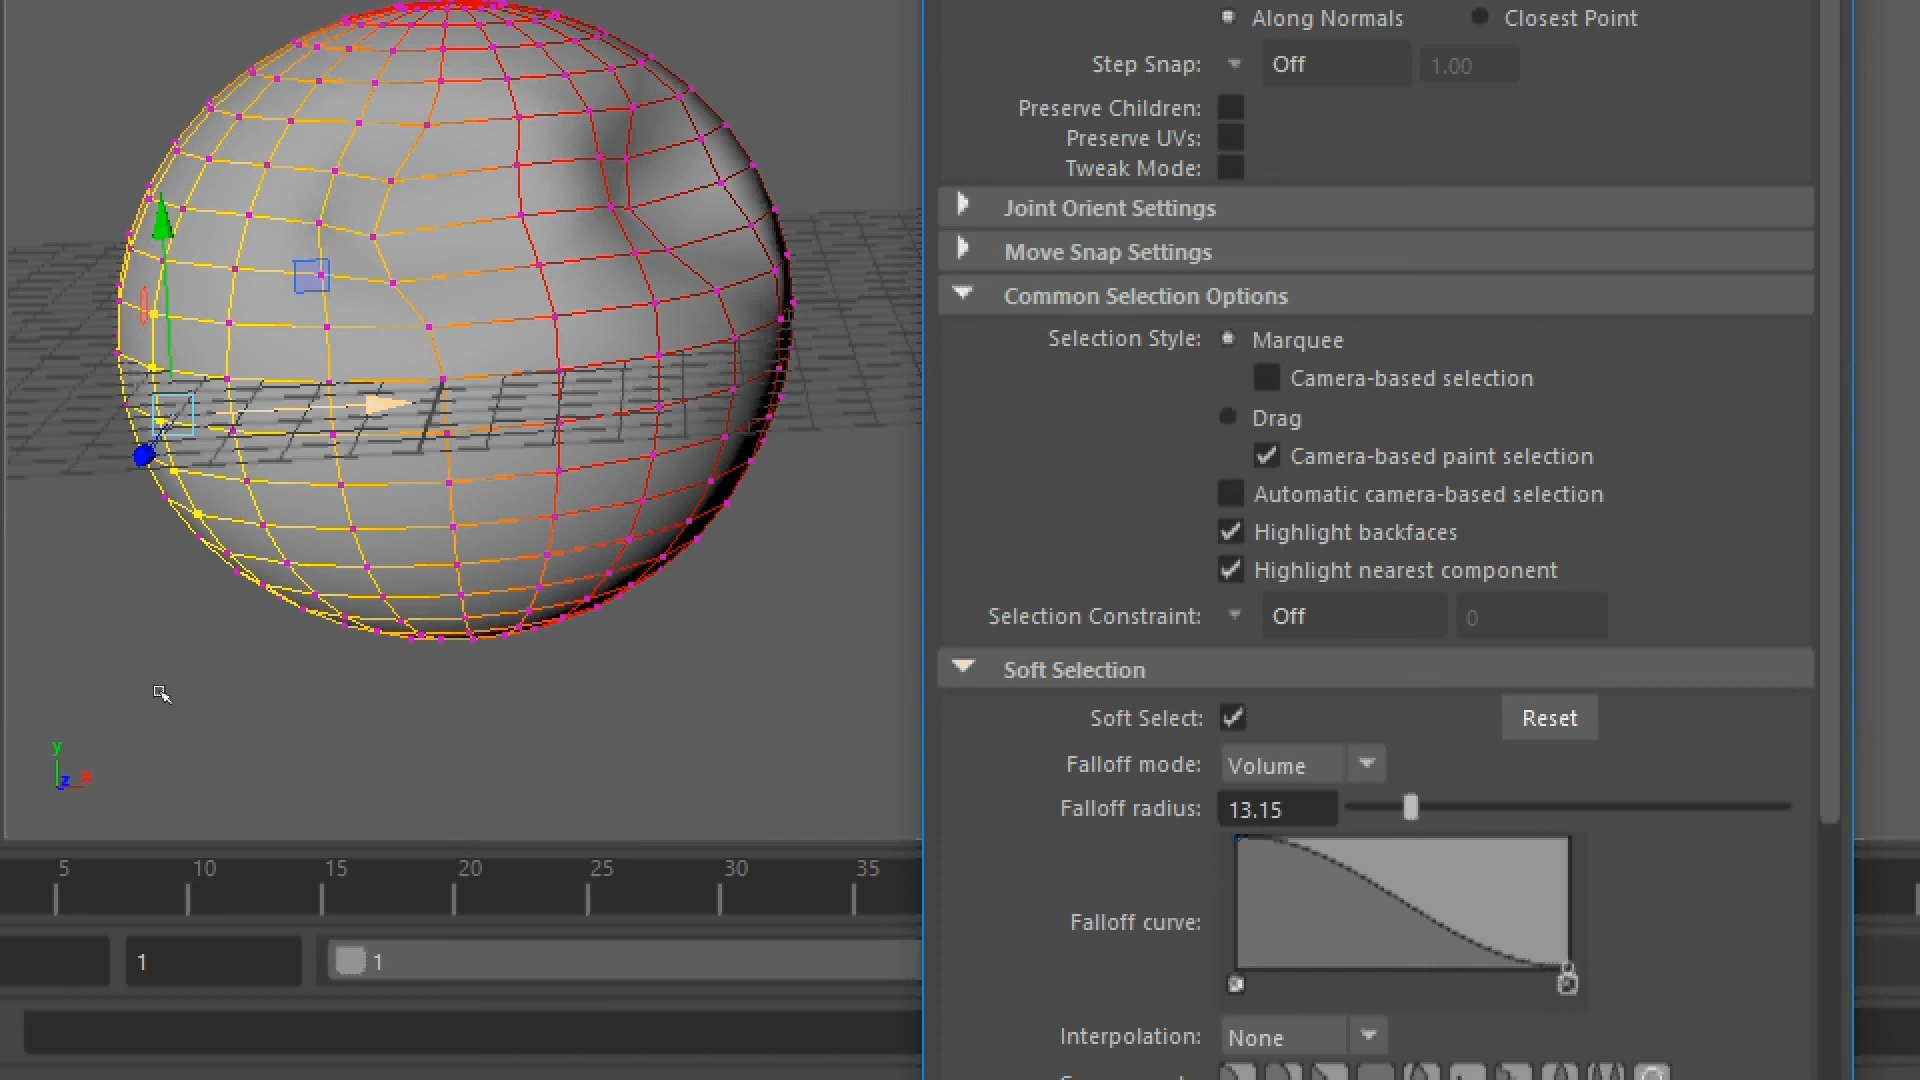 Along Normals Closest Point
Step Snap: Off 1.00
Preserve Children:
Preserve UVs:
Tweak Mode:
Joint Orient Settings
Move Snap Settings
Common Selection Options
Selection Style: Marquee
Camera-based selection
Drag
Camera-based paint selection
Automatic camera-based selection
Highlight backfaces
Highlight nearest component
Selection Constraint: Off 0
Soft Selection
Soft Select: Reset
Falloff mode: Volume
Falloff radius: 13.15
Falloff curve:
Interpolation: None
y
z x
5 10 15 20 25 30 35
1 1